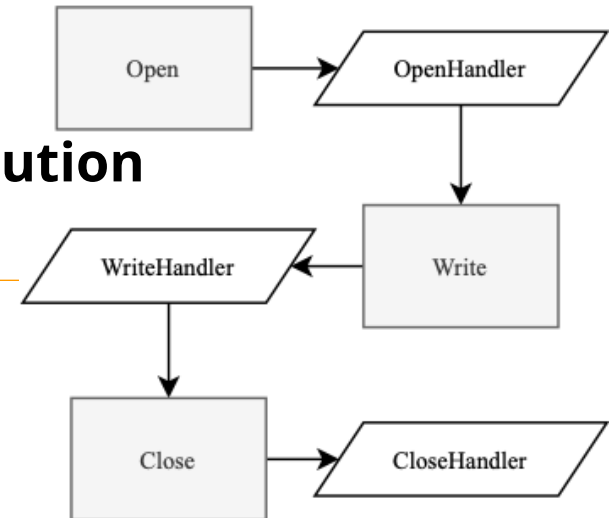 Open
OpenHandler
ution
WriteHandler
Write
Close
CloseHandler